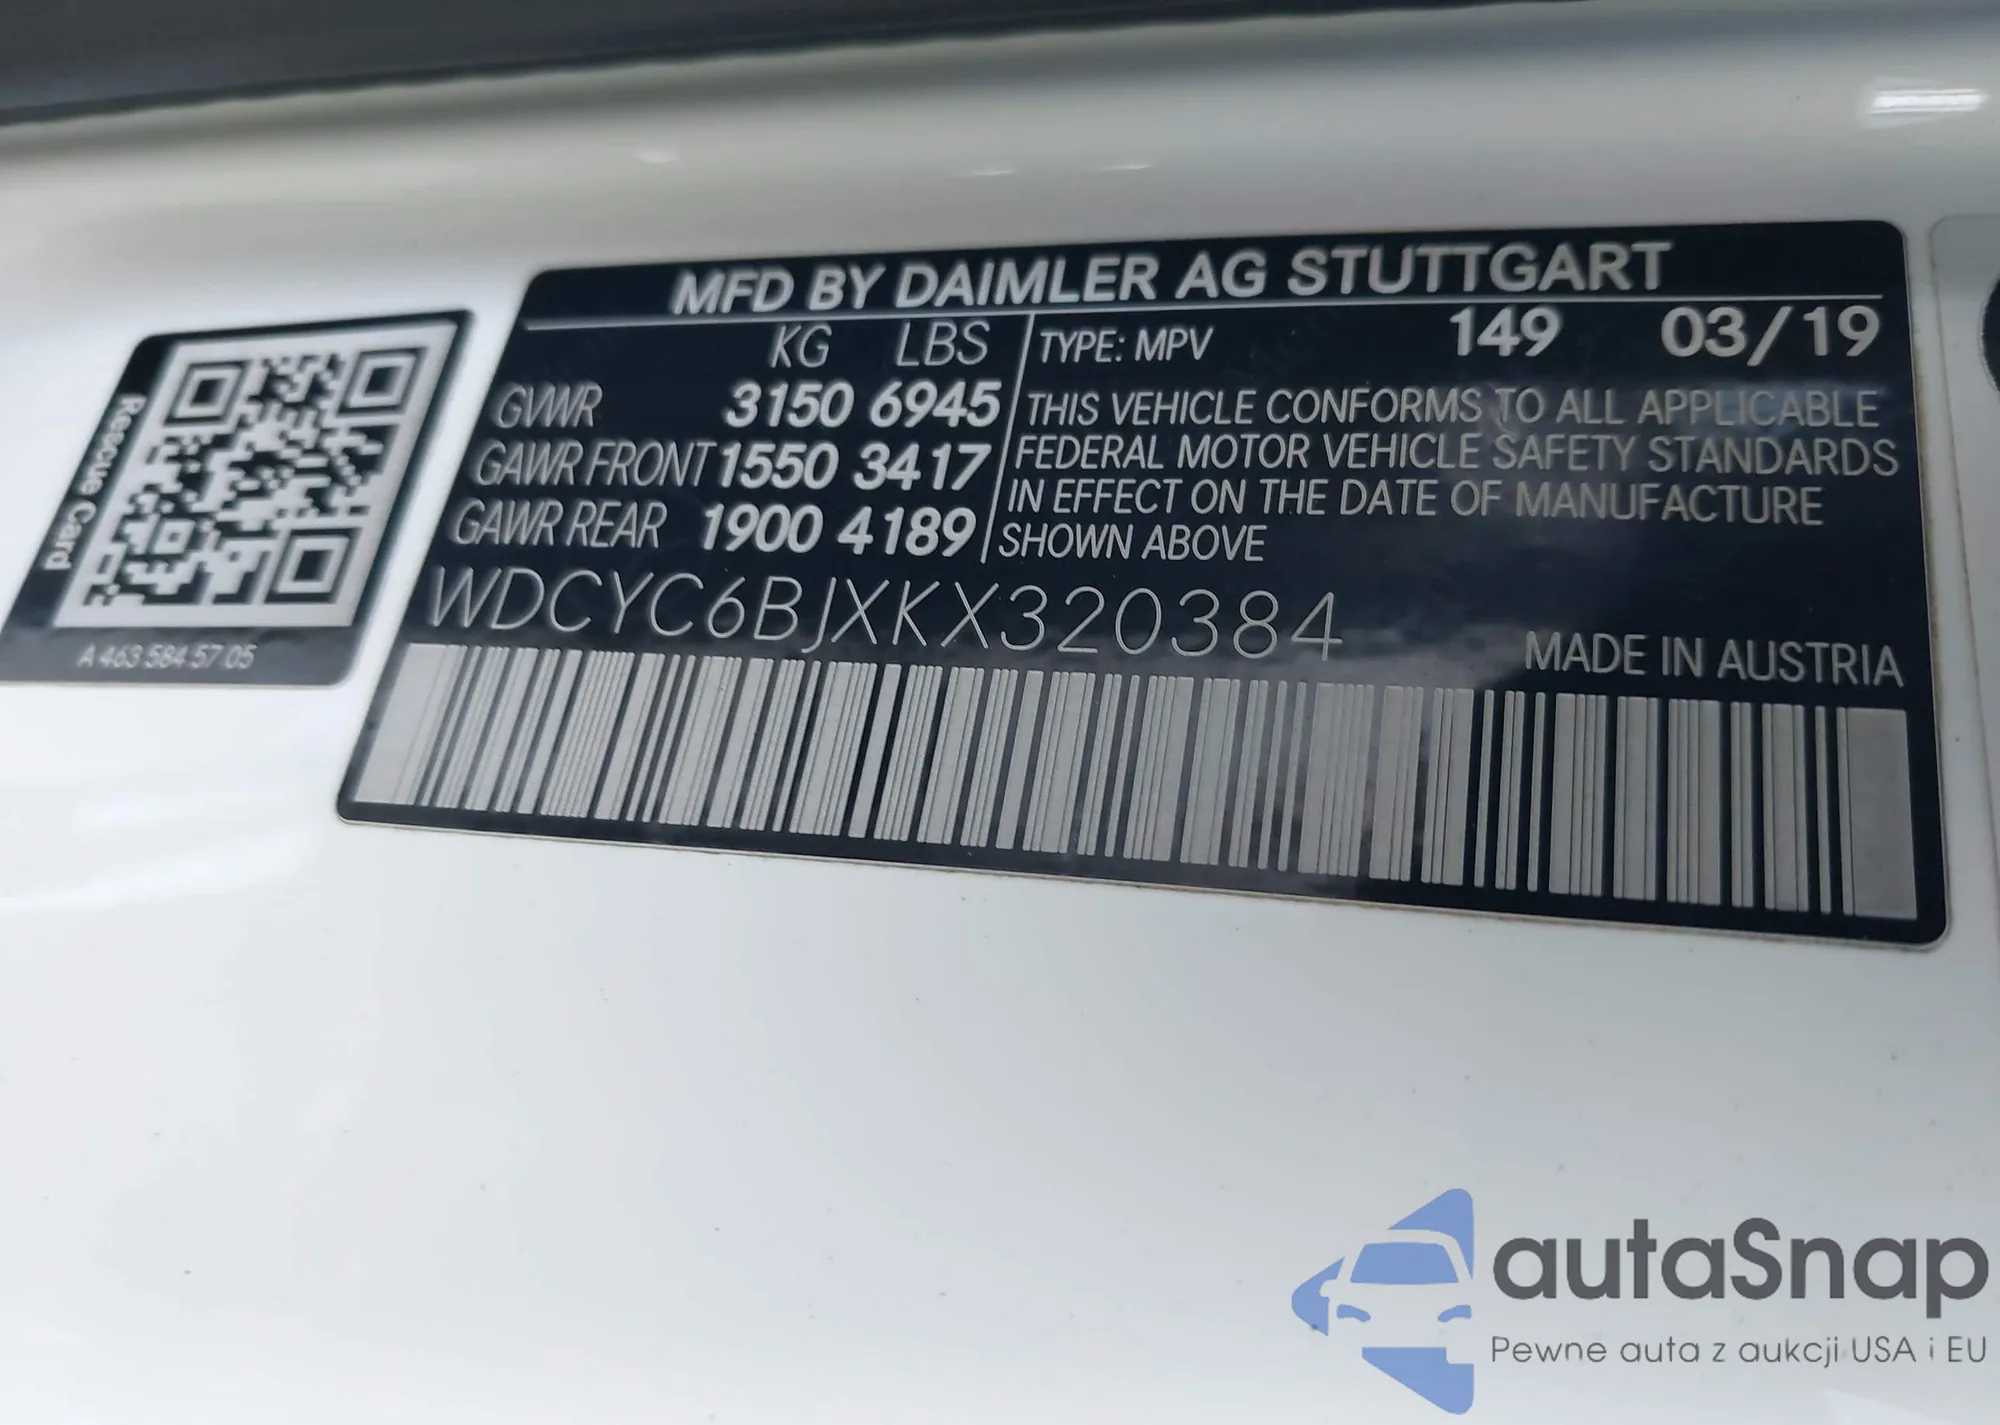 MFD BY DAIMLER AG STUTTGART
KG LBS
GVWR 3150 6945
GAWR FRONT 1550 3417
GAWR REAR 1900 4189
TYPE: MPV 149 03/19
THIS VEHICLE CONFORMS TO ALL APPLICABLE
FEDERAL MOTOR VEHICLE SAFETY STANDARDS
IN EFFECT ON THE DATE OF MANUFACTURE
SHOWN ABOVE
WDCYC6BJXKX320384
MADE IN AUSTRIA
Rescue Card
A 463 584 57 05
autaSnap
Pewne auta z aukcji USA i EU